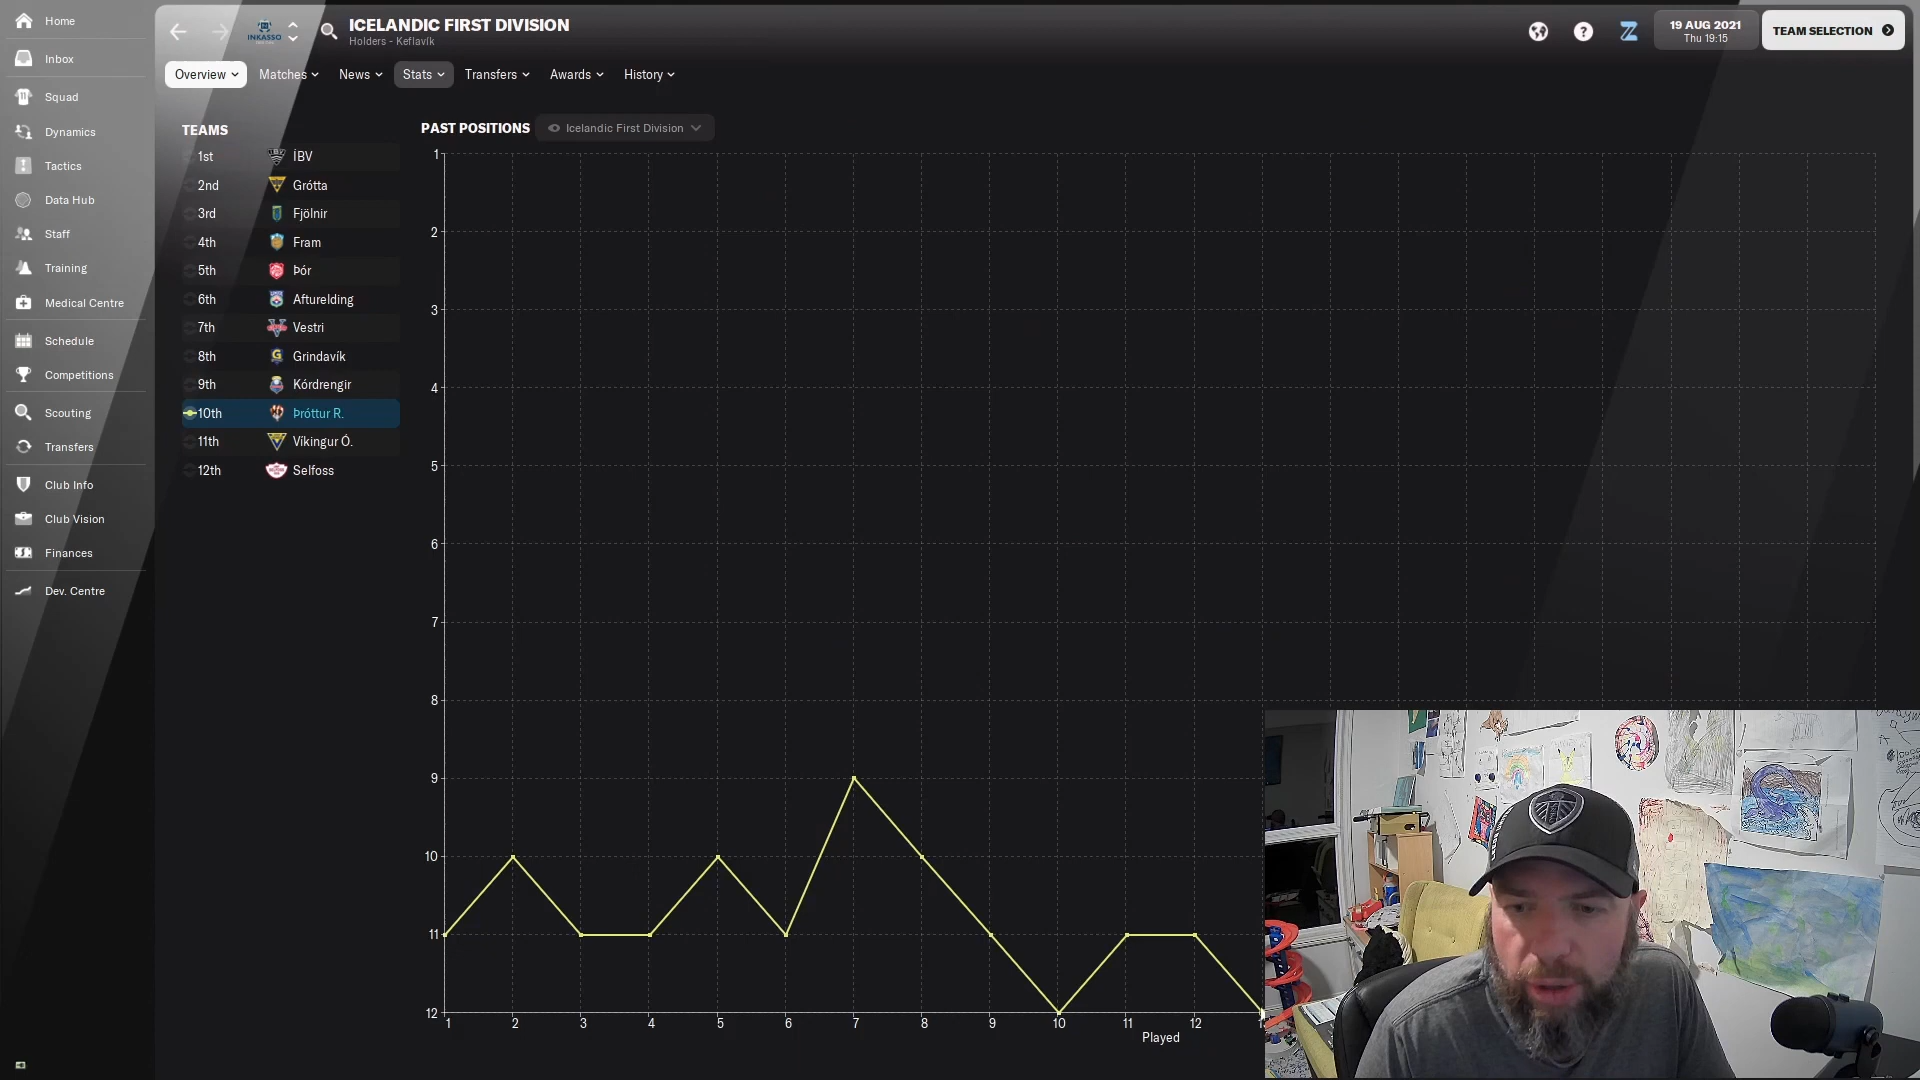 Home
Inbox
Squad
Dynamics
Tactics
Data Hub
Staff
Training
Medical Centre
Schedule
Competitions
Scouting
Transfers
Club Info
Club Vision
Finances
Dev. Centre
INKASSO
ICELANDIC FIRST DIVISION
Holders - Keflavík
19 AUG 2021
Thu 19:15
TEAM SELECTION
Overview
Matches
News
Stats
Transfers
Awards
History
TEAMS
1st ÍBV
2nd Grótta
3rd Fjölnir
4th Fram
5th Þór
6th Afturelding
7th Vestri
8th Grindavík
9th Kórdrengir
10th Þróttur R.
11th Víkingur Ó.
12th Selfoss
PAST POSITIONS
Icelandic First Division
1
2
3
4
5
6
7
8
9
10
11
12
1 2 3 4 5 6 7 8 9 10 11 12
Played